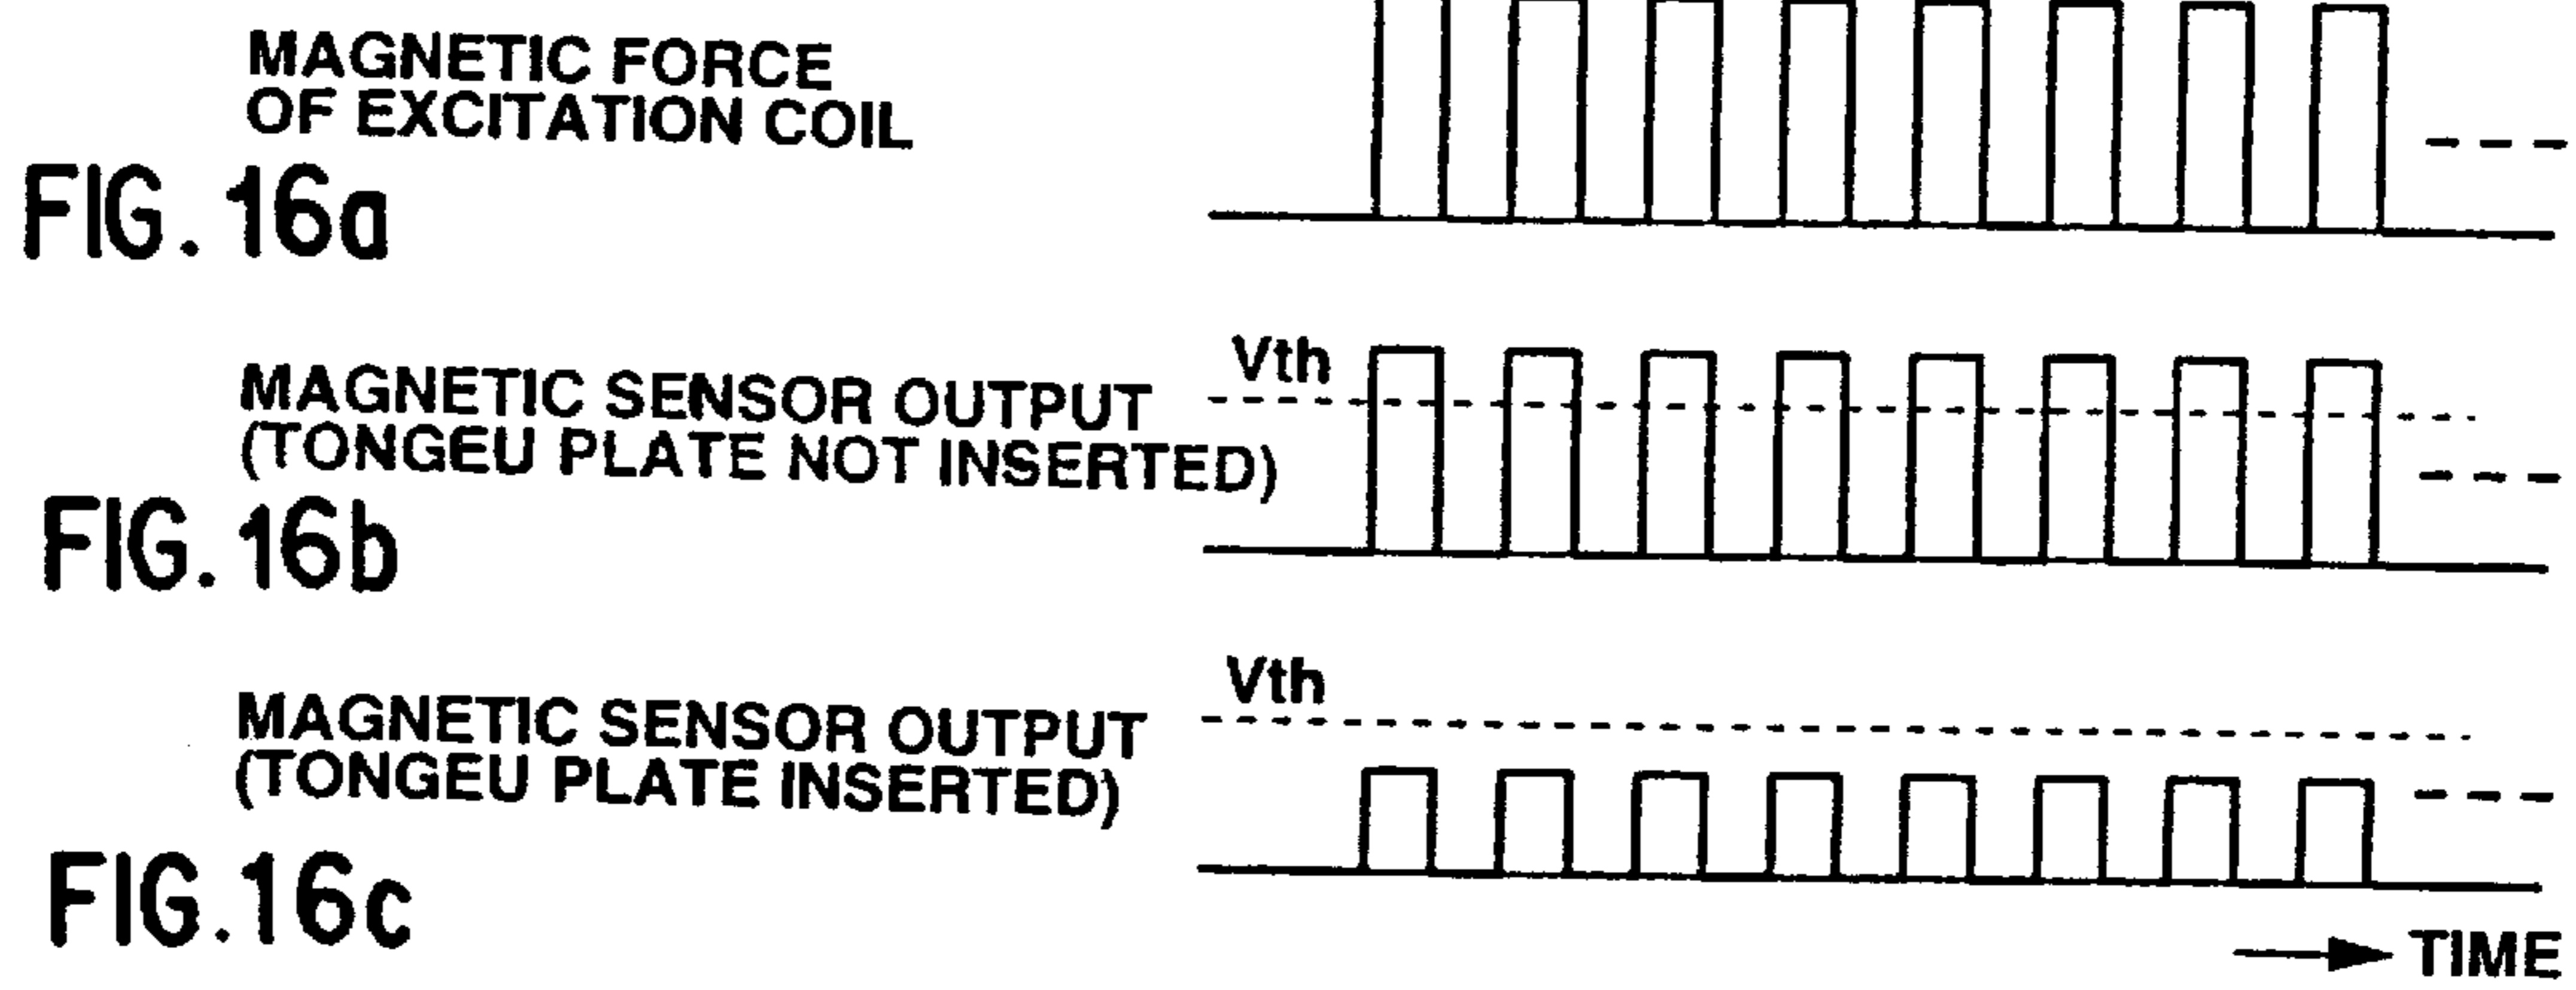 MAGNETIC FORCE
OF EXCITATION COIL
FIG. 16a
Vth
MAGNETIC SENSOR OUTPUT
(TONGEU PLATE NOT INSERTED)
FIG. 16b
Vth
MAGNETIC SENSOR OUTPUT
(TONGEU PLATE INSERTED)
FIG. 16c
TIME